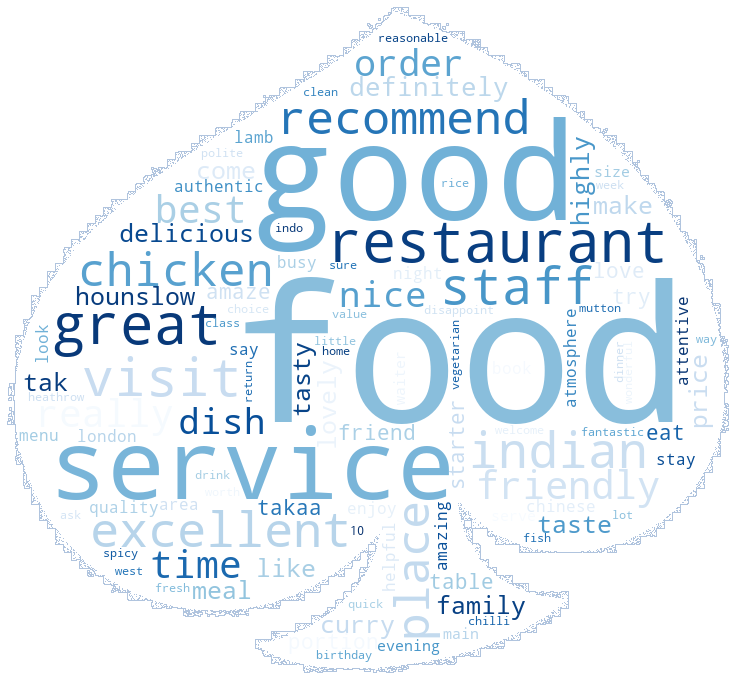 reasonable
order
clean
definitely
recommend
lamb
good
polite
highly
come
authentic
rice
size
week
best
make
delicious
indo
restaurant
busy
sure
chicken
night
staff
love
hounslow
amaze
nice
try
great
choice
value
disappoint
mutton
class
food
attentive
look
say
little
home
vegetarian
atmosphere
way
visit
tasty
return
waiter
book
dinner
wonderful
price
tak
heathrow
really
dish
lovely
friend
starter
welcome
fantastic
eat
menu
london
service
indian
stay
drink
worth
friendly
quality
area
takaa
enjoy
place
amazing
chinese
ask
excellent
10
taste
lot
fish
spicy
west
time
like
helpful
table
fresh
meal
quick
family
curry
main
chilli
portion
evening
birthday